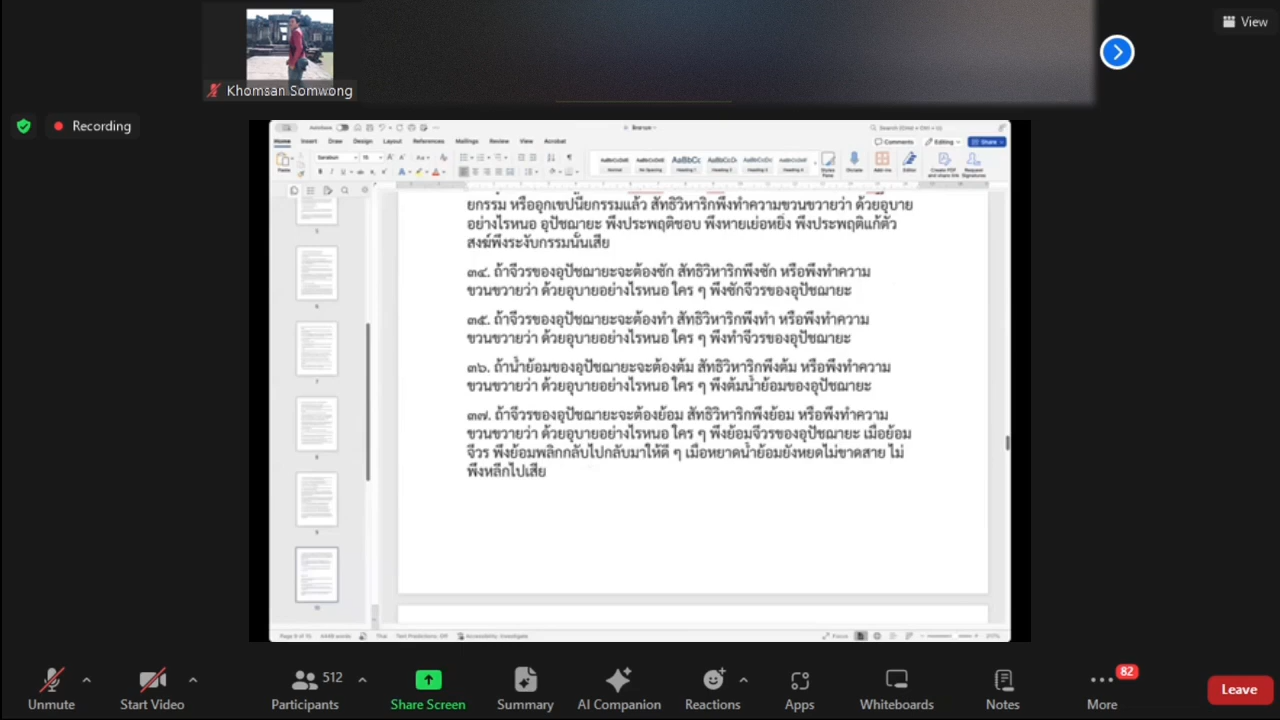 View
Khomsan Somwong
Recording
Home Insert Draw Design Layout References Mailings Review View Acrobat
Comments Editing Share
ยกรรม หรืออุกเขปนียกรรมแล้ว สัทธิวิหาริกพึงทำความขวนขวายว่า ด้วยอุบาย
อย่างไรหนอ อุปัชฌายะ พึงประพฤติชอบ พึงหายเย่อหยิ่ง พึงประพฤติแก้ตัว
สงฆ์พึงระงับกรรมนั้นเสีย
๓๔. ถ้าจีวรของอุปัชฌายะจะต้องซัก สัทธิวิหาริกพึงซัก หรือพึงทำความ
ขวนขวายว่า ด้วยอุบายอย่างไรหนอ ใคร ๆ พึงซักจีวรของอุปัชฌายะ
๓๕. ถ้าจีวรของอุปัชฌายะจะต้องทำ สัทธิวิหาริกพึงทำ หรือพึงทำความ
ขวนขวายว่า ด้วยอุบายอย่างไรหนอ ใคร ๆ พึงทำจีวรของอุปัชฌายะ
๓๖. ถ้าน้ำย้อมของอุปัชฌายะจะต้องต้ม สัทธิวิหาริกพึงต้ม หรือพึงทำความ
ขวนขวายว่า ด้วยอุบายอย่างไรหนอ ใคร ๆ พึงต้มน้ำย้อมของอุปัชฌายะ
๓๗. ถ้าจีวรของอุปัชฌายะจะต้องย้อม สัทธิวิหาริกพึงย้อม หรือพึงทำความ
ขวนขวายว่า ด้วยอุบายอย่างไรหนอ ใคร ๆ พึงย้อมจีวรของอุปัชฌายะ เมื่อย้อม
จีวร พึงย้อมพลิกกลับไปกลับมาให้ดี ๆ เมื่อหยาดน้ำย้อมยังหยดไม่ขาดสาย ไม่
พึงหลีกไปเสีย
Focus
512
82
Unmute Start Video Participants Share Screen Summary AI Companion Reactions Apps Whiteboards Notes More Leave